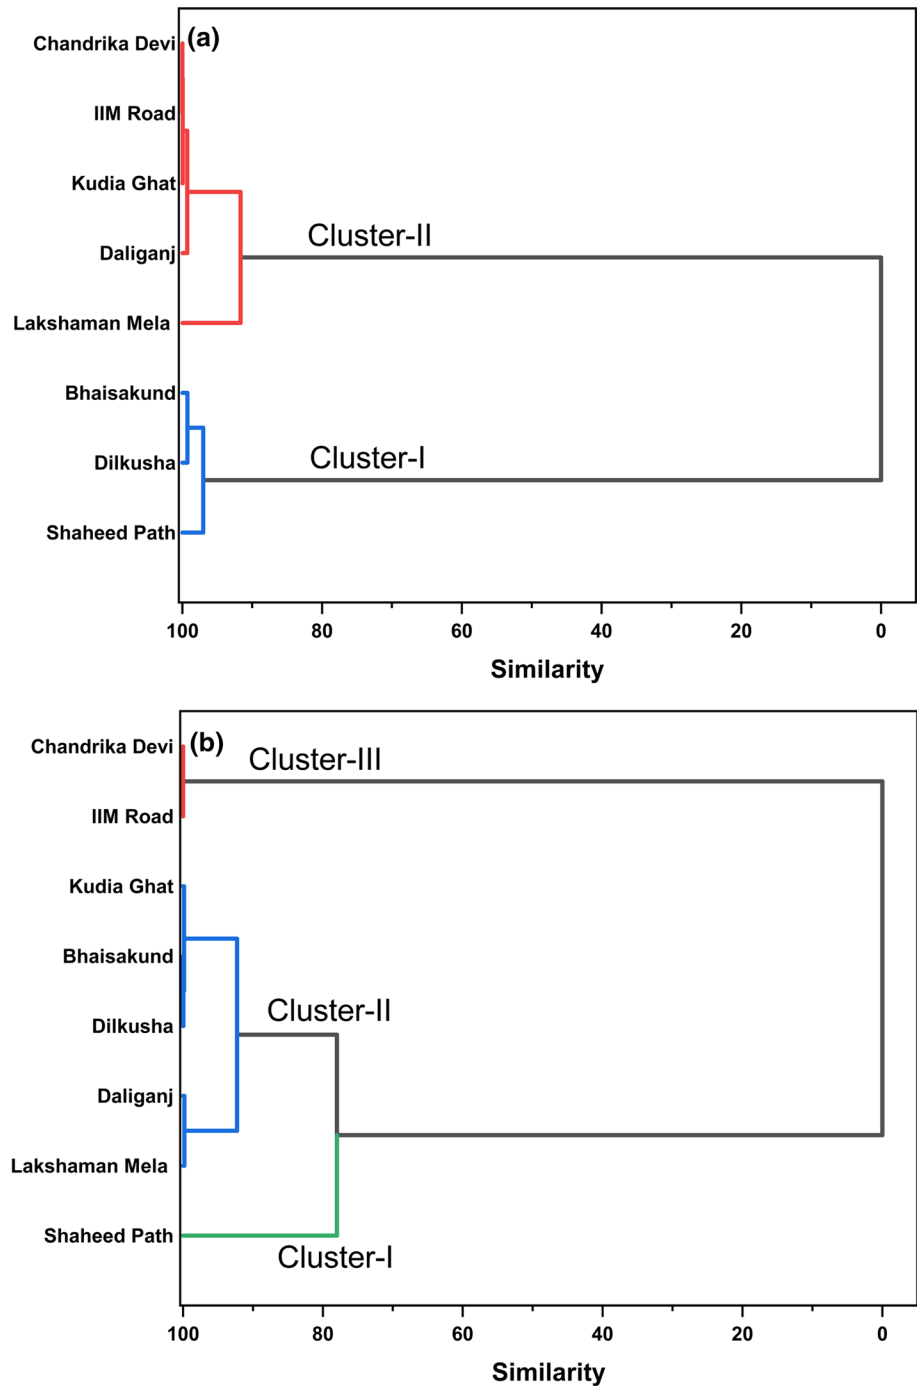 (a)
Chandrika Devi
IIM Road
Kudia Ghat
Daliganj
Lakshaman Mela
Bhaisakund
Dilkusha
Shaheed Path
Cluster-II
Cluster-I
100 80 60 40 20 0
Similarity
(b)
Chandrika Devi
IIM Road
Kudia Ghat
Bhaisakund
Dilkusha
Daliganj
Lakshaman Mela
Shaheed Path
Cluster-III
Cluster-II
Cluster-I
100 80 60 40 20 0
Similarity